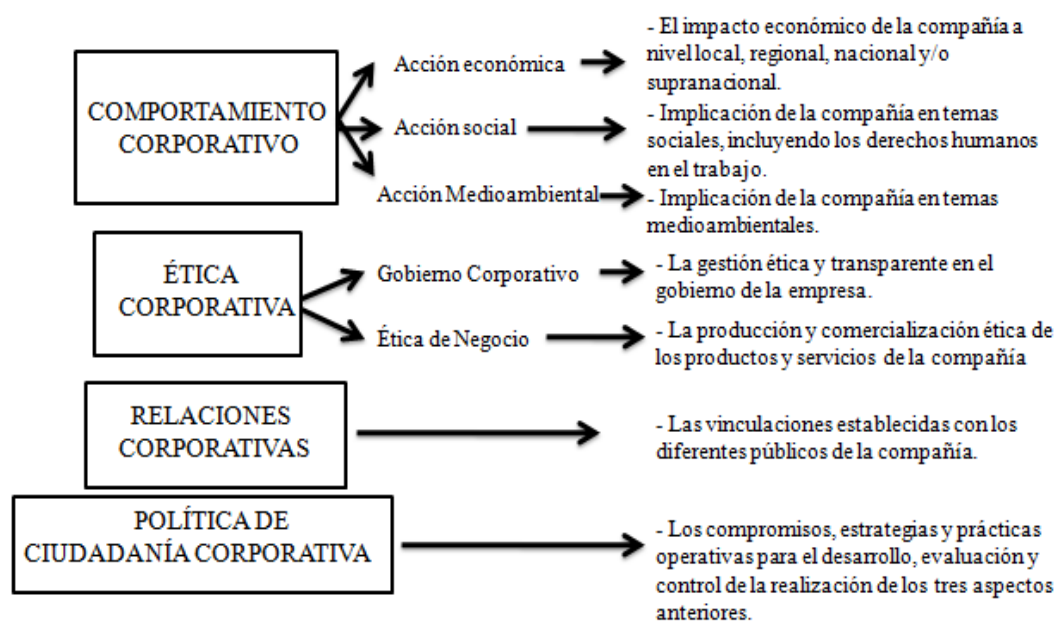 COMPORTAMIENTO
CORPORATIVO
Acción económica
- El impacto económico de la compañía a
nivel local, regional, nacional y/o
supranacional.
Acción social
- Implicación de la compañía en temas
sociales, incluyendo los derechos humanos
en el trabajo.
Acción Medioambiental
- Implicación de la compañía en temas
medioambientales.
ÉTICA
CORPORATIVA
Gobierno Corporativo
- La gestión ética y transparente en el
gobierno de la empresa.
Ética de Negocio
- La producción y comercialización ética de
los productos y servicios de la compañía
RELACIONES
CORPORATIVAS
- Las vinculaciones establecidas con los
diferentes públicos de la compañía.
POLÍTICA DE
CIUDADANÍA CORPORATIVA
- Los compromisos, estrategias y prácticas
operativas para el desarrollo, evaluación y
control de la realización de los tres aspectos
anteriores.